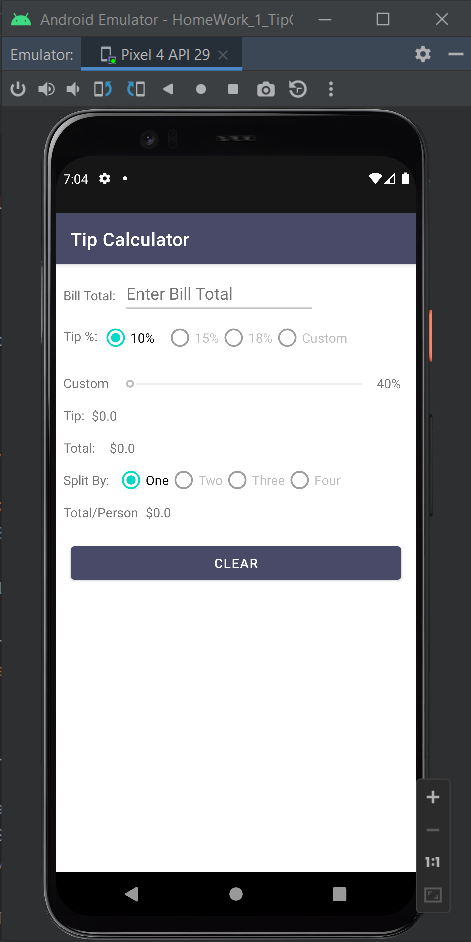 Android Emulator - HomeWork_1_Tip
Emulator: Pixel 4 API 29
7:04
Tip Calculator
Bill Total: Enter Bill Total
Tip %: 10% 15% 18% Custom
Custom 40%
Tip: $0.0
Total: $0.0
Split By: One Two Three Four
Total/Person $0.0
CLEAR
1:1